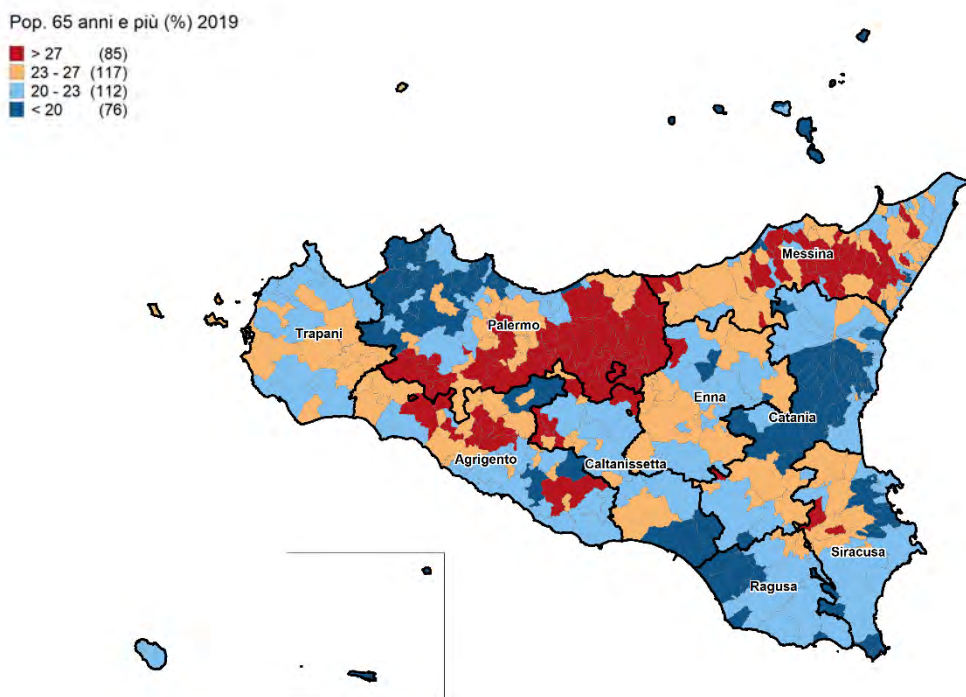 Pop. 65 anni e più (%) 2019
> 27 (85)
23 - 27 (117)
20 - 23 (112)
< 20 (76)
Messina
Palermo
Trapani
Enna
Catania
Agrigento
Caltanissetta
Siracusa
Ragusa